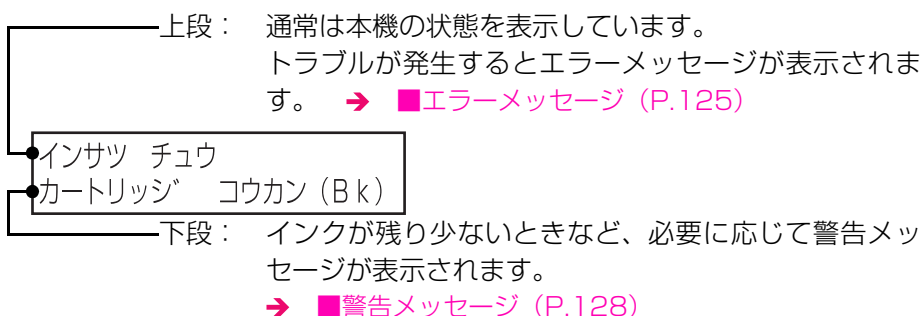 上段： 通常は本機の状態を表示しています。
トラブルが発生するとエラーメッセージが表示されま
す。 ➔ ■エラーメッセージ（P.125）
インサツ チュウ
カートリッシﾞ コウカン（Bk）
下段： インクが残り少ないときなど、必要に応じて警告メッ
セージが表示されます。
➔ ■警告メッセージ（P.128）